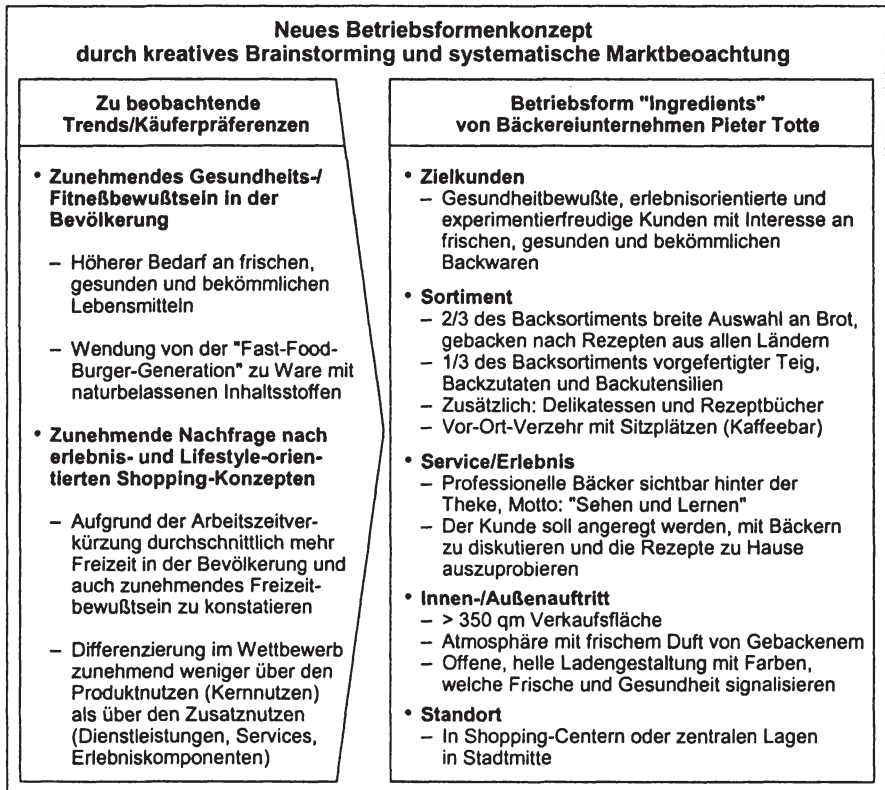 Neues Betriebsformenkonzept
durch kreatives Brainstorming und systematische Marktbeoachtung
Zu beobachtende
Trends/Käuferpräferenzen
• Zunehmendes Gesundheits-/
Fitneßbewußtsein in der
Bevölkerung
– Höherer Bedarf an frischen,
gesunden und bekömmlichen
Lebensmitteln
– Wendung von der "Fast-Food-
Burger-Generation" zu Ware mit
naturbelassenen Inhaltsstoffen
• Zunehmende Nachfrage nach
erlebnis- und Lifestyle-orien-
tierten Shopping-Konzepten
– Aufgrund der Arbeitszeitver-
kürzung durchschnittlich mehr
Freizeit in der Bevölkerung und
auch zunehmendes Freizeit-
bewußtsein zu konstatieren
– Differenzierung im Wettbewerb
zunehmend weniger über den
Produktnutzen (Kernnutzen)
als über den Zusatznutzen
(Dienstleistungen, Services,
Erlebniskomponenten)
Betriebsform "Ingredients"
von Bäckereiunternehmen Pieter Totte
• Zielkunden
– Gesundheitbewußte, erlebnisorientierte und
experimentierfreudige Kunden mit Interesse an
frischen, gesunden und bekömmlichen
Backwaren
• Sortiment
– 2/3 des Backsortiments breite Auswahl an Brot,
gebacken nach Rezepten aus allen Ländern
– 1/3 des Backsortiments vorgefertigter Teig,
Backzutaten und Backutensilien
– Zusätzlich: Delikatessen und Rezeptbücher
– Vor-Ort-Verzehr mit Sitzplätzen (Kaffeebar)
• Service/Erlebnis
– Professionelle Bäcker sichtbar hinter der
Theke, Motto: "Sehen und Lernen"
– Der Kunde soll angeregt werden, mit Bäckern
zu diskutieren und die Rezepte zu Hause
auszuprobieren
• Innen-/Außenauftritt
– > 350 qm Verkaufsfläche
– Atmosphäre mit frischem Duft von Gebackenem
– Offene, helle Ladengestaltung mit Farben,
welche Frische und Gesundheit signalisieren
• Standort
– In Shopping-Centern oder zentralen Lagen
in Stadtmitte